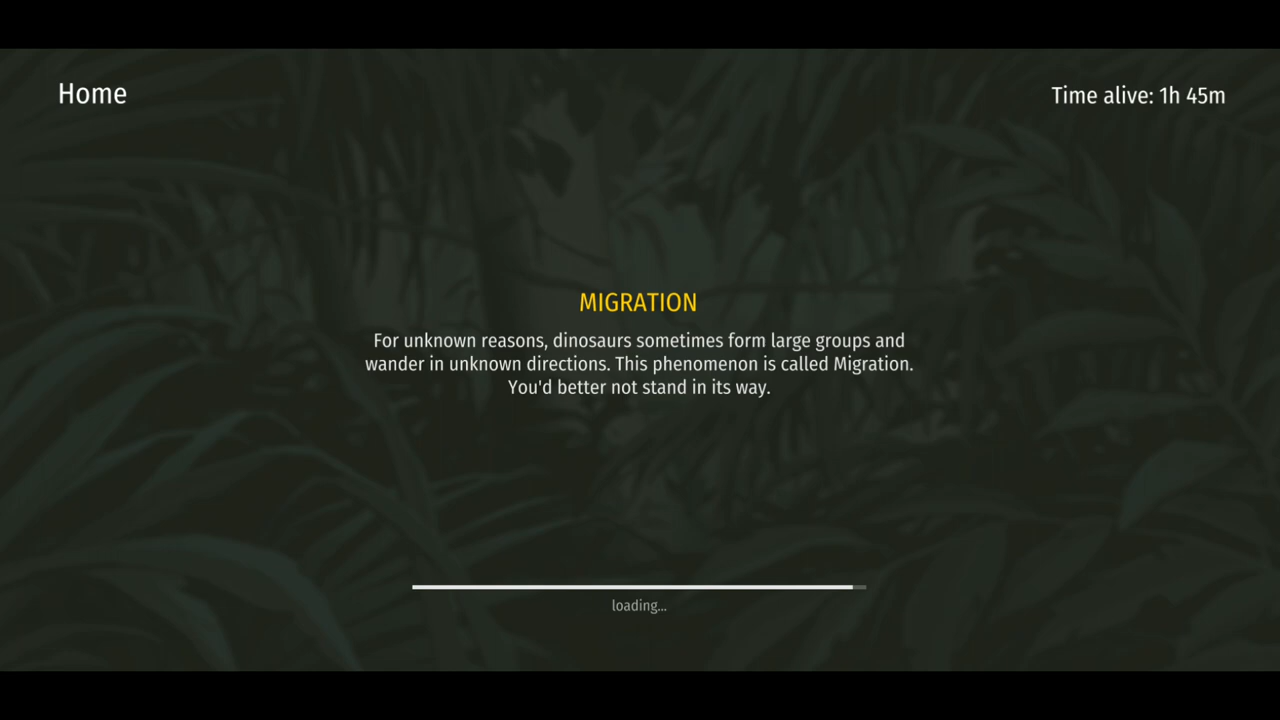 Home
Time alive: 1h 45m
MIGRATION
For unknown reasons, dinosaurs sometimes form large groups and
wander in unknown directions. This phenomenon is called Migration.
You'd better not stand in its way.
loading...